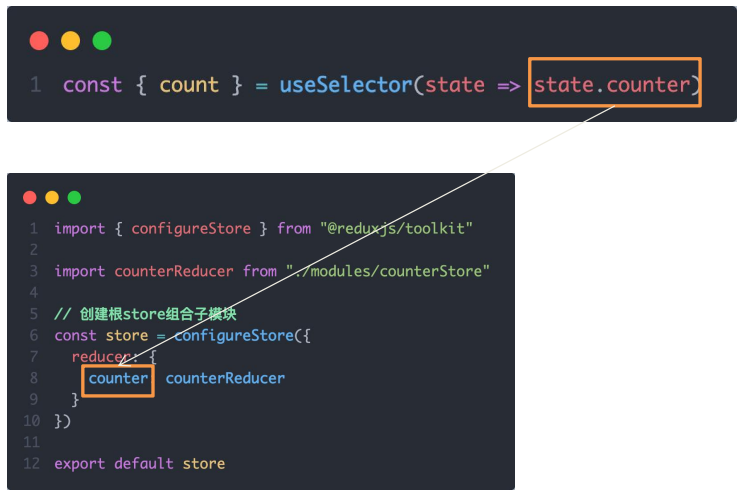 1 const { count } = useSelector(state => state.counter)
1 import { configureStore } from "@reduxjs/toolkit"
2
3 import counterReducer from "./modules/counterStore"
4
5 // 创建根store组合子模块
6 const store = configureStore({
7 reducer: {
8 counter counterReducer
9 }
10 })
11
12 export default store